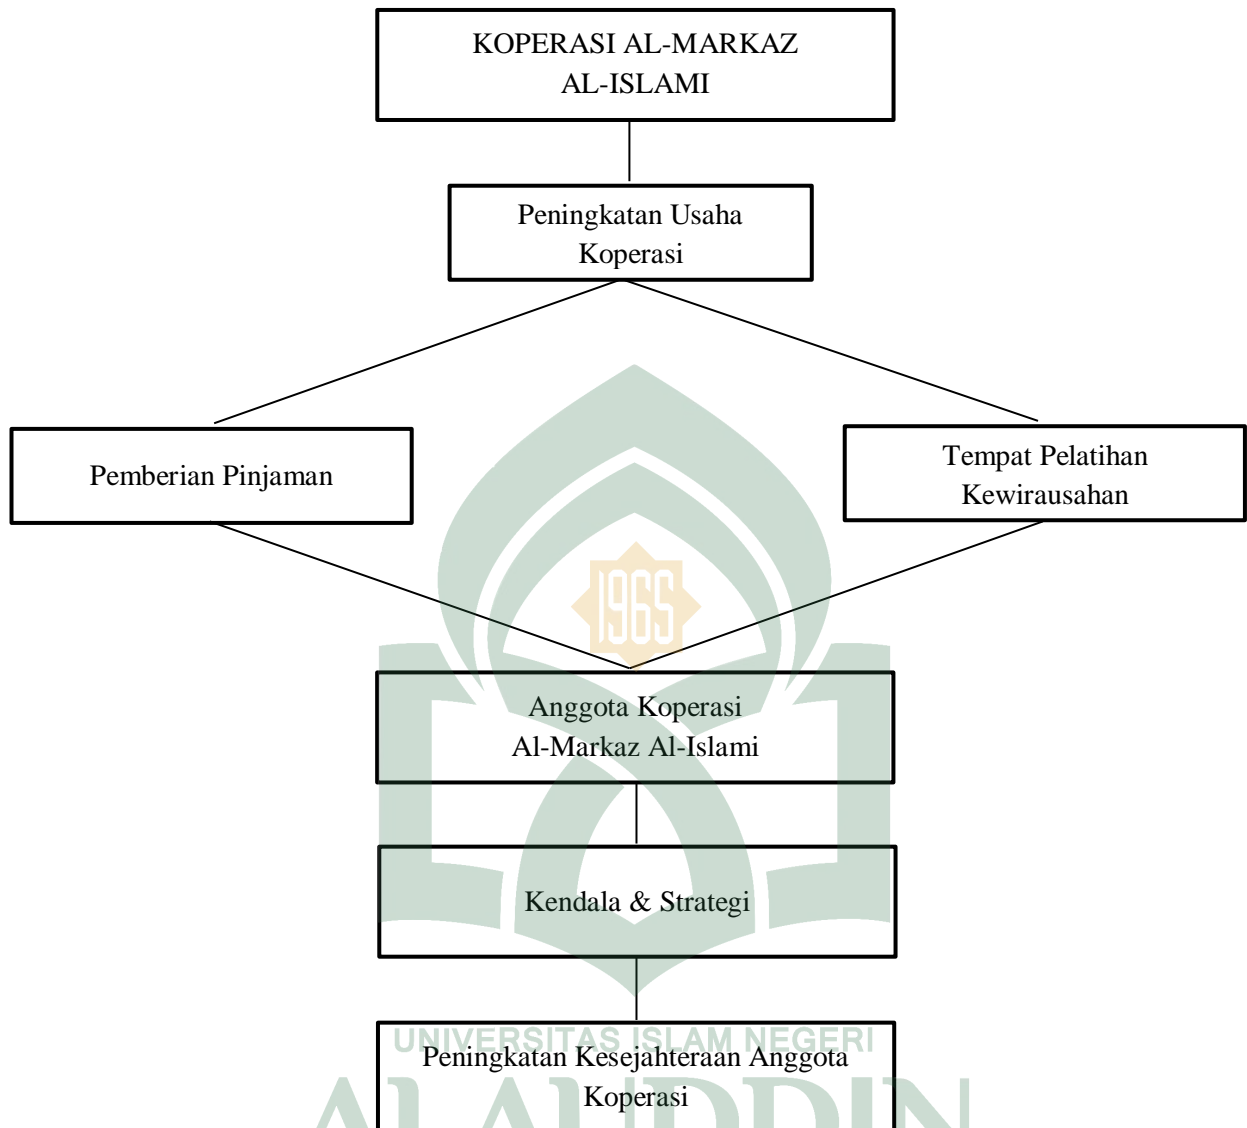 KOPERASI AL-MARKAZ
AL-ISLAMI
Peningkatan Usaha
Koperasi
Pemberian Pinjaman
Tempat Pelatihan
Kewirausahan
1965
Anggota Koperasi
Al-Markaz Al-Islami
Kendala & Strategi
UNIVERSITAS ISLAM NEGERI
Peningkatan Kesejahteraan Anggota
Koperasi
ALAUDDIN